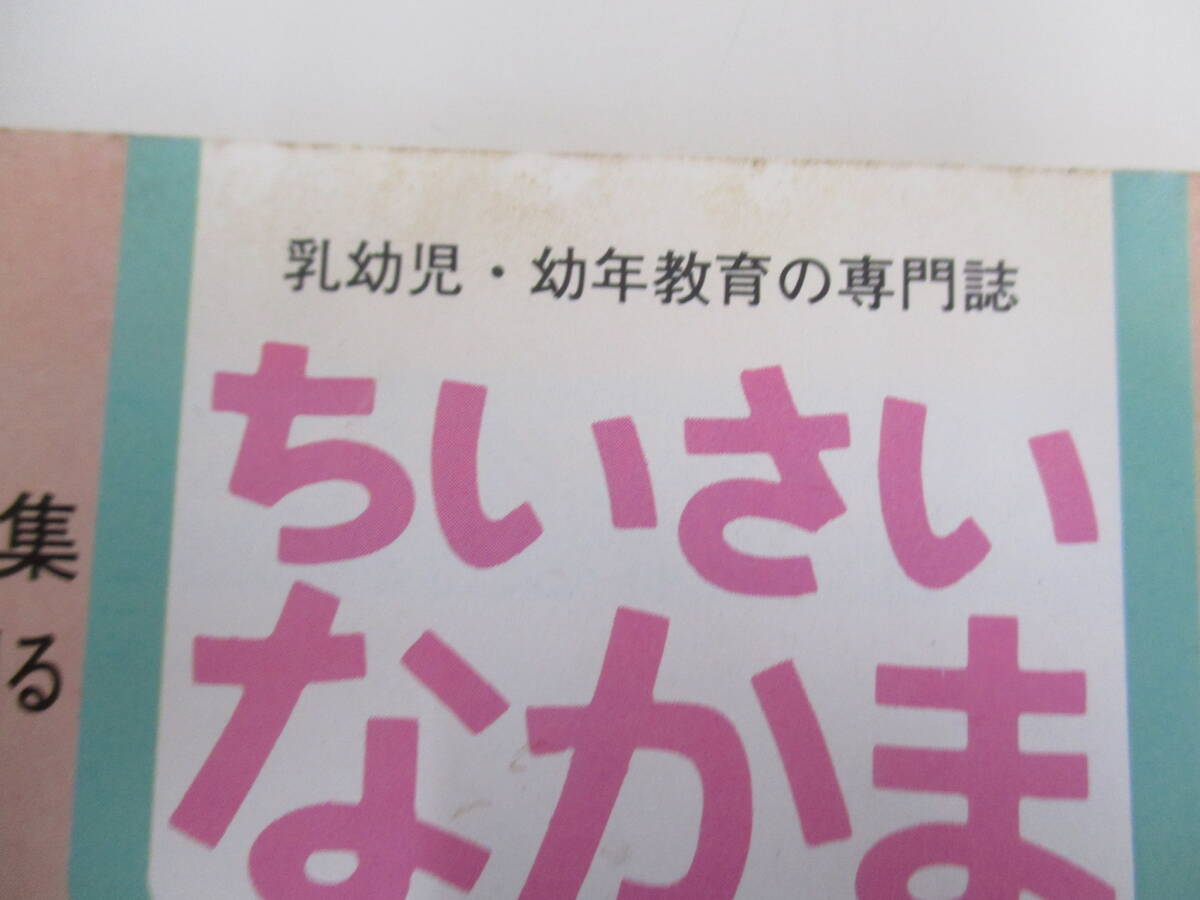 乳幼児・幼年教育の専門誌
ちいさい
なかま
集
る